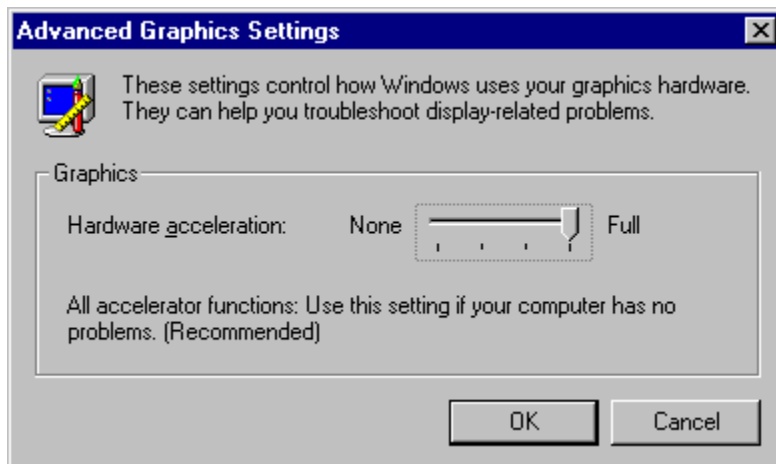 Advanced Graphics Settings
These settings control how Windows uses your graphics hardware.
They can help you troubleshoot display-related problems.
Graphics
Hardware acceleration: None Full
All accelerator functions: Use this setting if your computer has no
problems. (Recommended)
OK Cancel